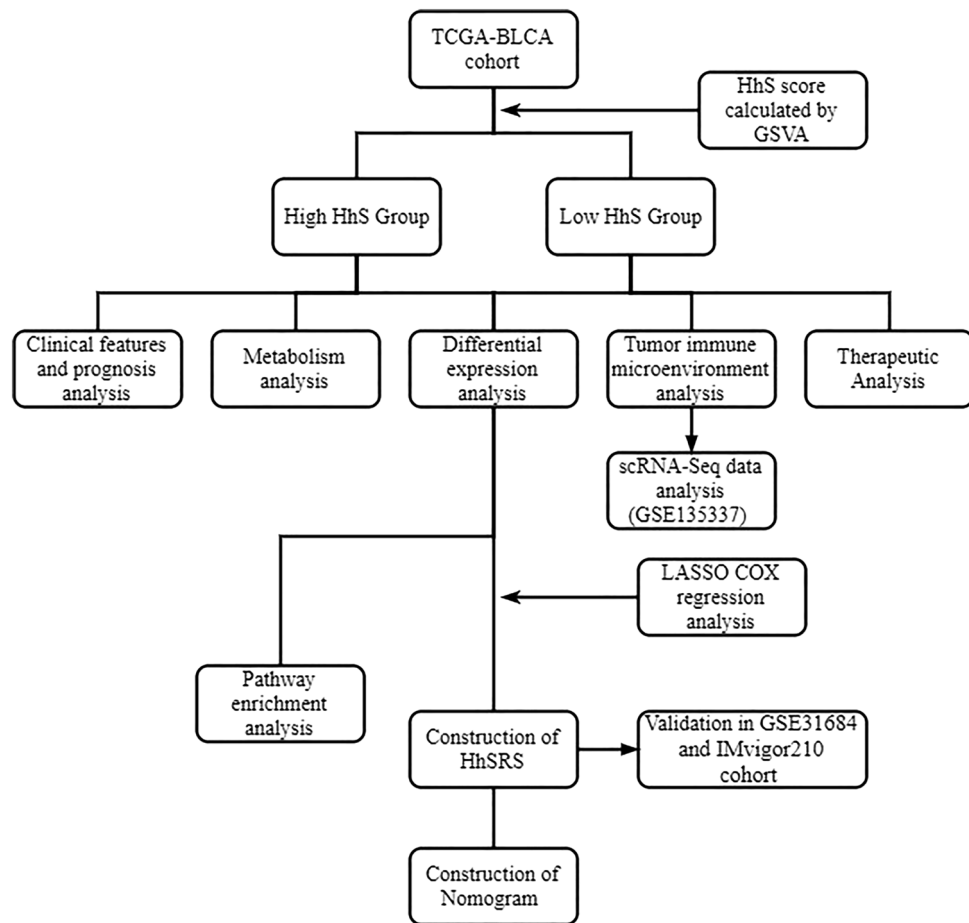 TCGA-BLCA
cohort
HhS score
calculated by
GSVA
High HhS Group
Low HhS Group
Clinical features
and prognosis
analysis
Metabolism
analysis
Differential
expression
analysis
Tumor immune
microenvironment
analysis
Therapeutic
Analysis
scRNA-Seq data
analysis
(GSE135337)
LASSO COX
regression
analysis
Pathway
enrichment
analysis
Construction of
HhSRS
Validation in GSE31684
and IMvigor210
cohort
Construction of
Nomogram